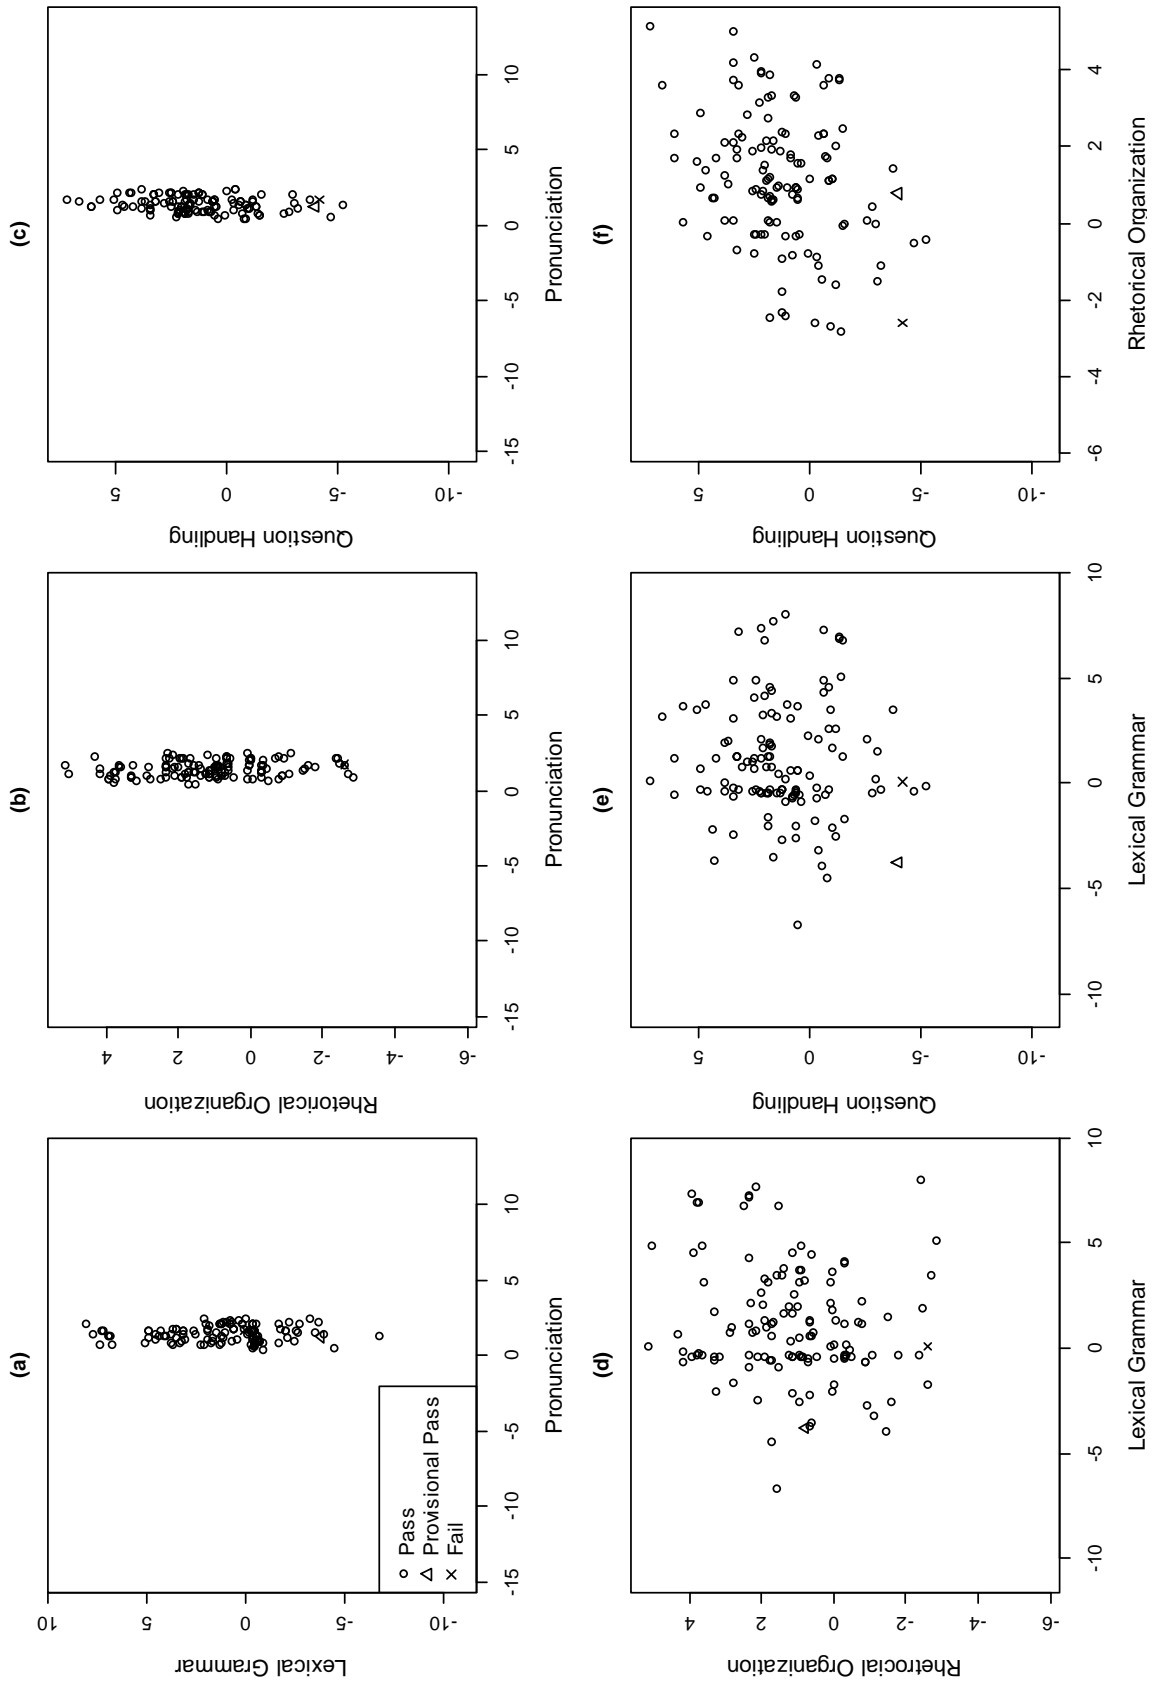 (a)
Lexical Grammar
10
5
0
-5
-10
Pass
Provisional Pass
Fail
-15 -10 -5 0 5 10
Pronunciation
(b)
Rhetorical Organization
4
2
0
-2
-4
-6
-15 -10 -5 0 5 10
Pronunciation
(c)
Question Handling
5
0
-5
-10
-15 -10 -5 0 5 10
Pronunciation
(d)
Rhetrocial Organization
4
2
0
-2
-4
-6
-10 -5 0 5 10
Lexical Grammar
(e)
Question Handling
5
0
-5
-10
-10 -5 0 5 10
Lexical Grammar
(f)
Question Handling
5
0
-5
-10
-6 -4 -2 0 2 4
Rhetorical Organization